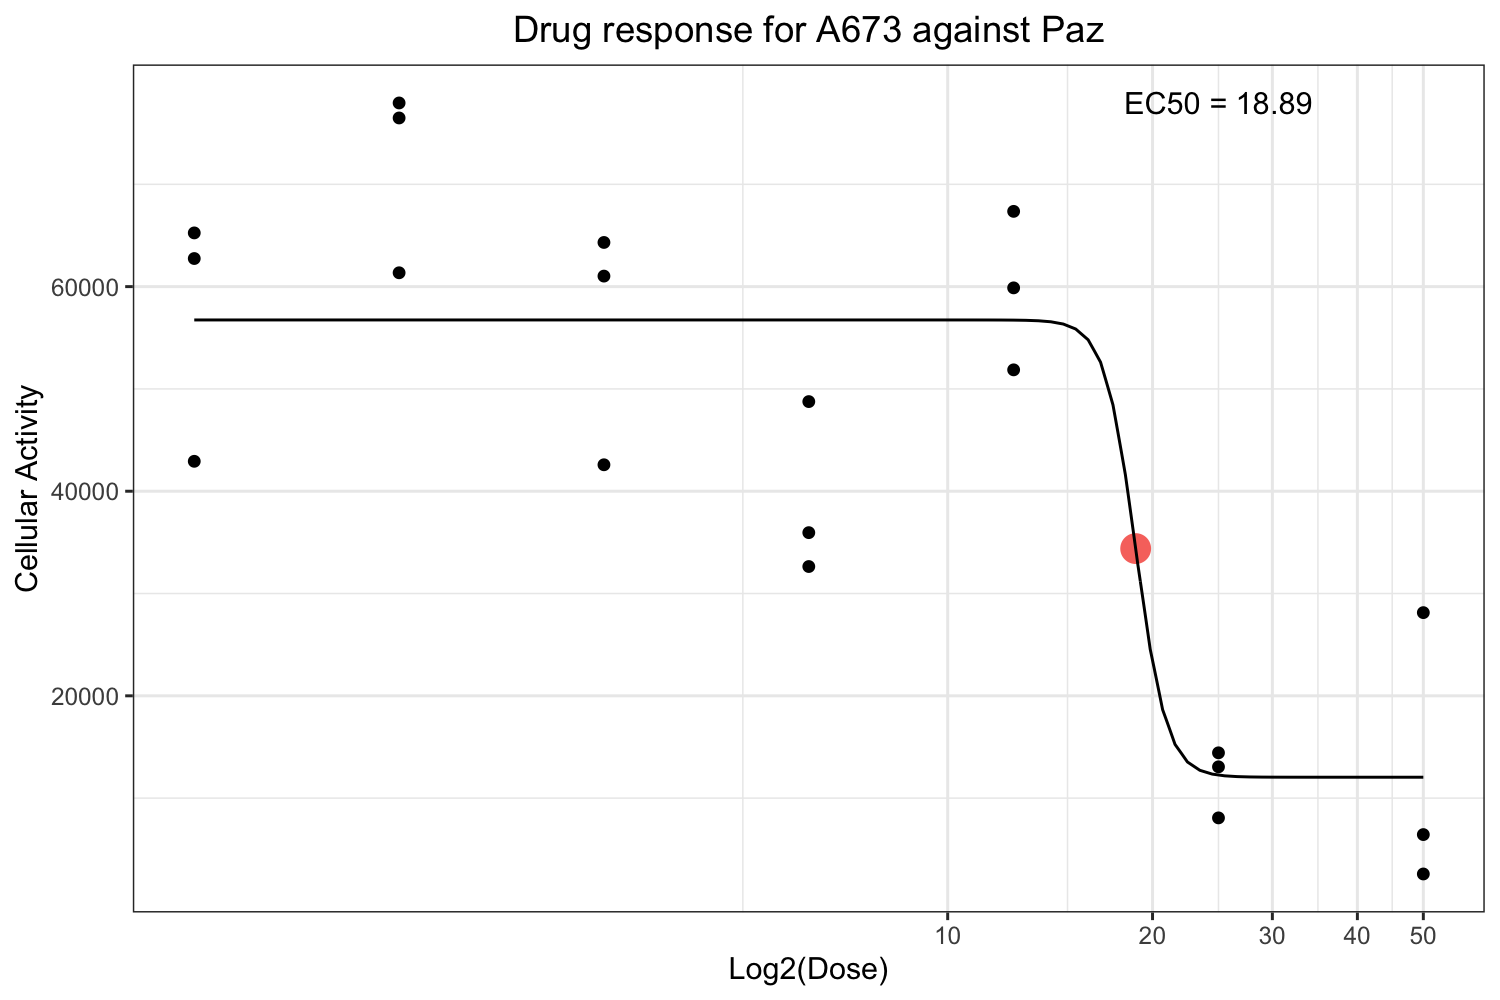 Drug response for A673 against Paz
EC50 = 18.89
60000
40000
20000
Cellular Activity
10 20 30 40 50
Log2(Dose)